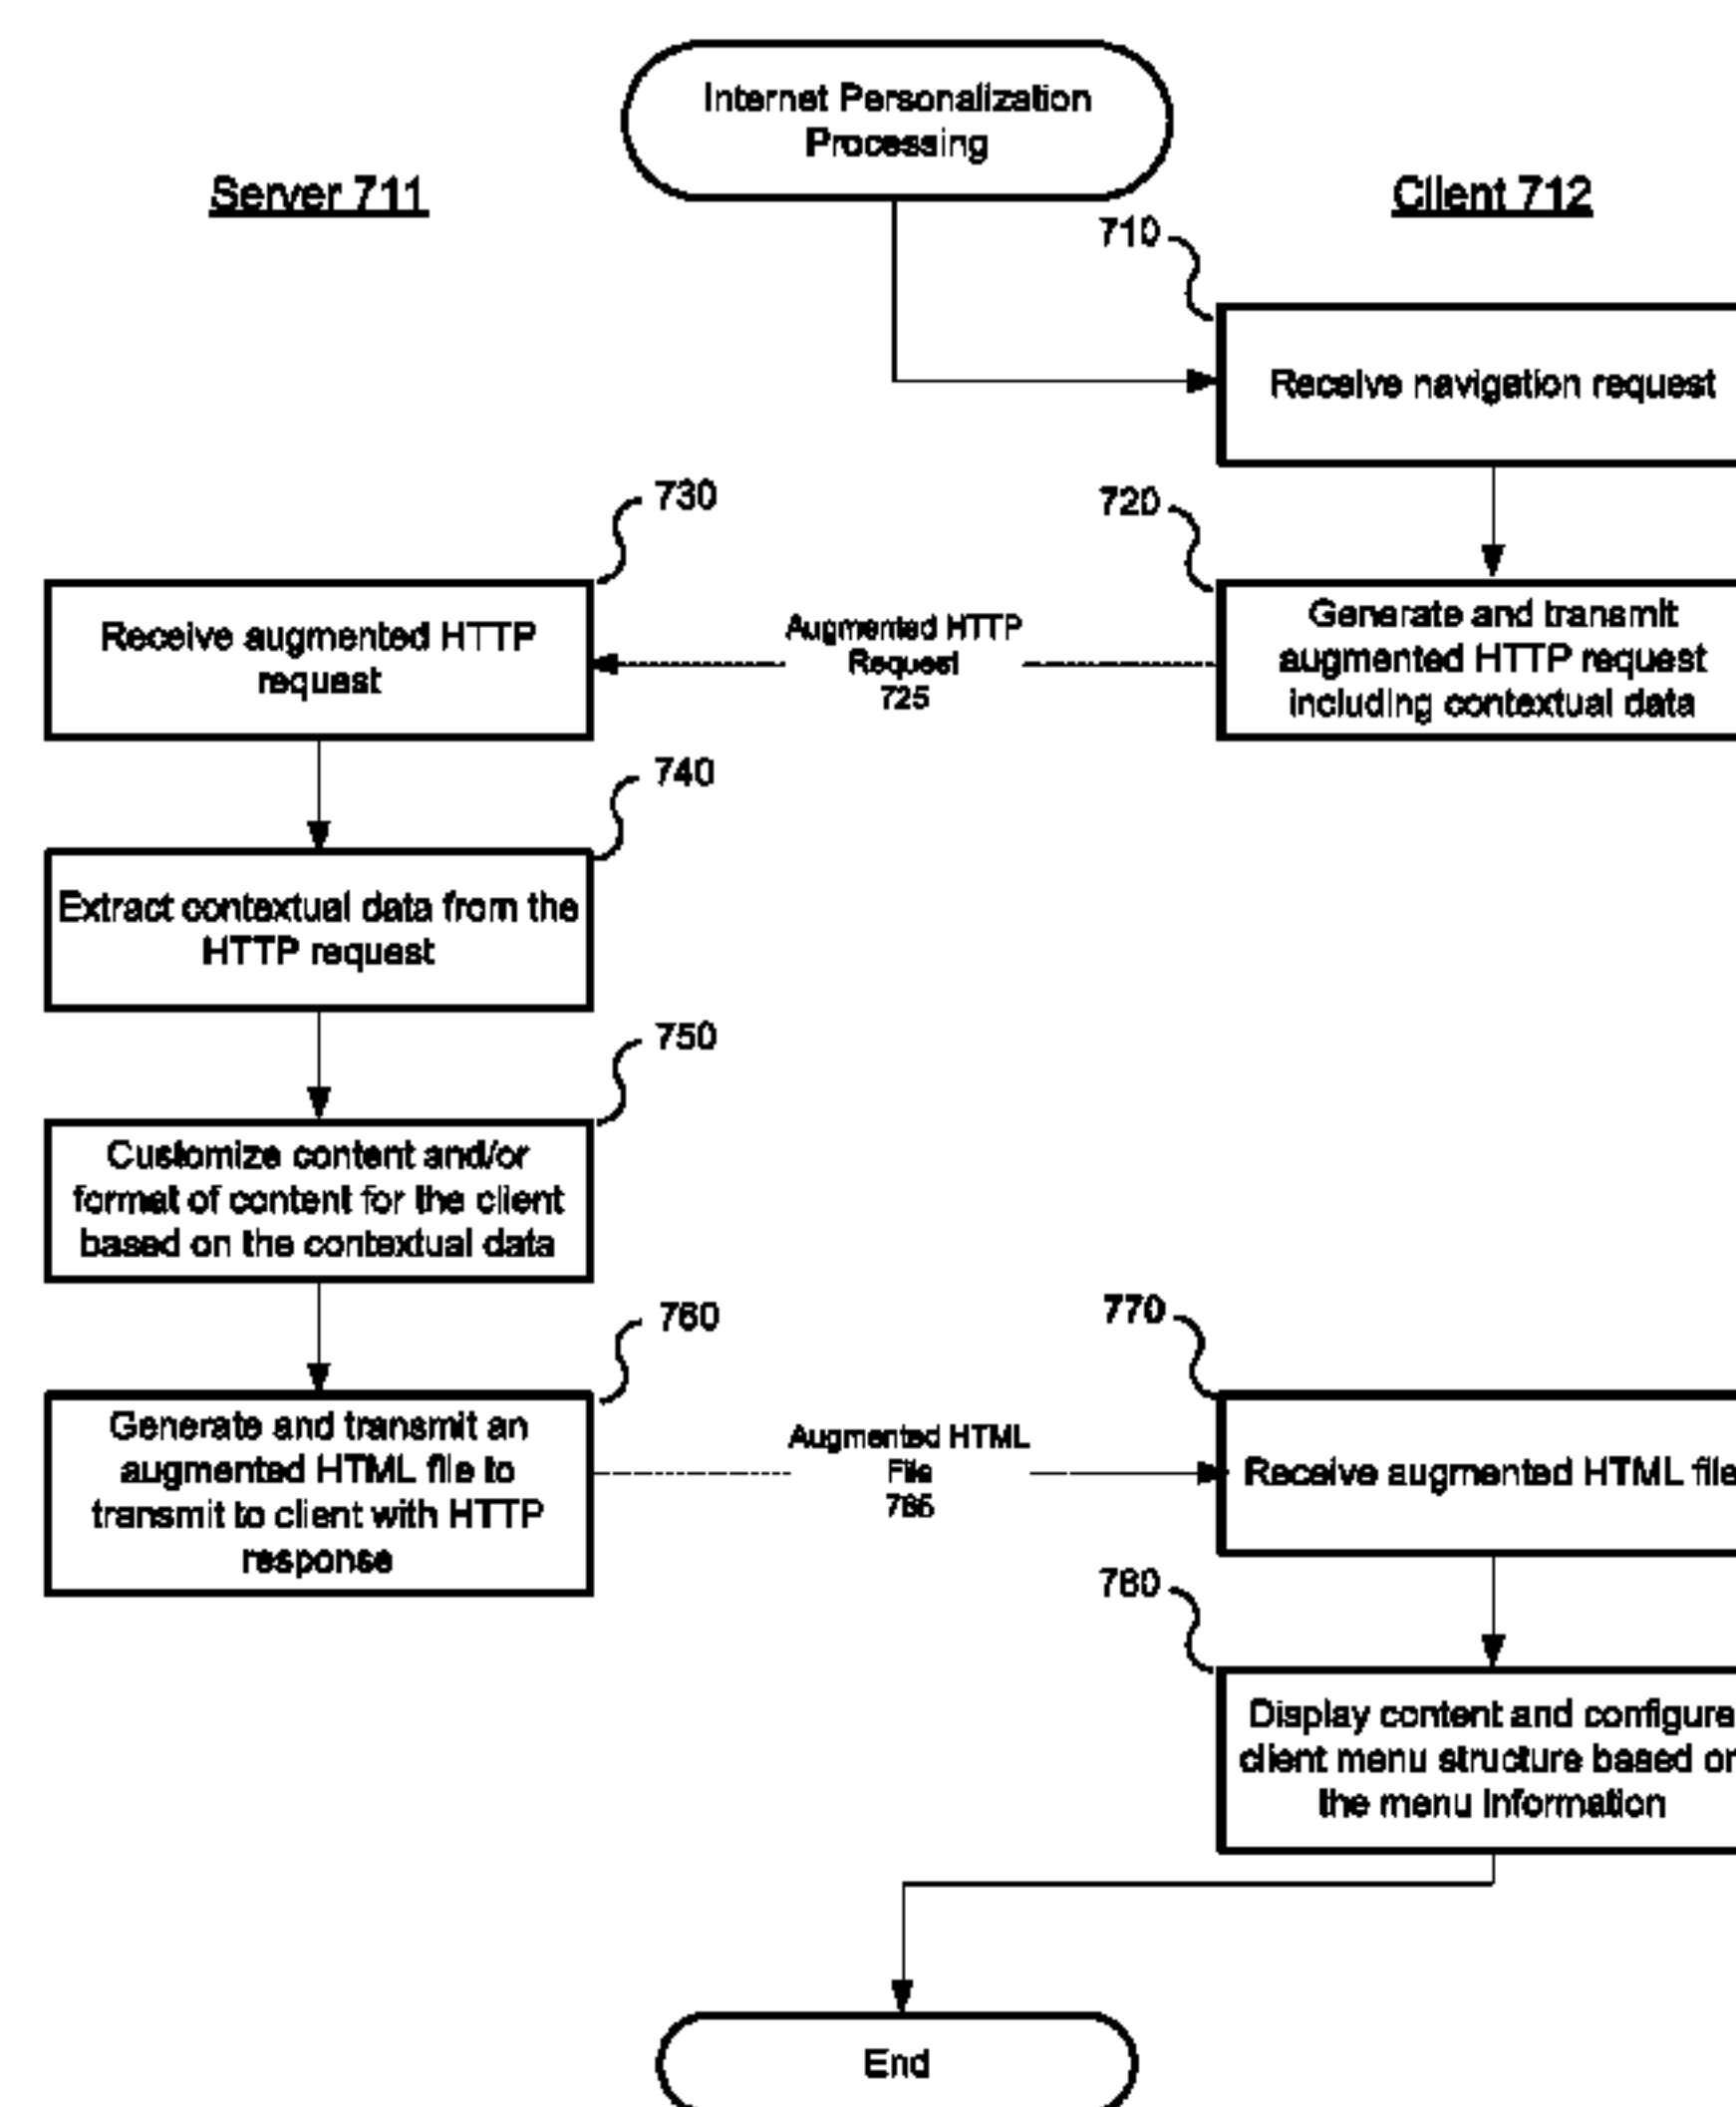 Internet Personalization
Processing
Server 711
Client 712
710
Receive navigation request
730
720
Receive augmented HTTP
request
Augmented HTTP
Request
725
Generate and transmit
augmented HTTP request
including contextual data
740
Extract contextual data from the
HTTP request
750
Customize content and/or
format of content for the client
based on the contextual data
760
770
Generate and transmit an
augmented HTML file to
transmit to client with HTTP
response
Augmented HTML
File
765
Receive augmented HTML file
780
Display content and configure
client menu structure based on
the menu information
End